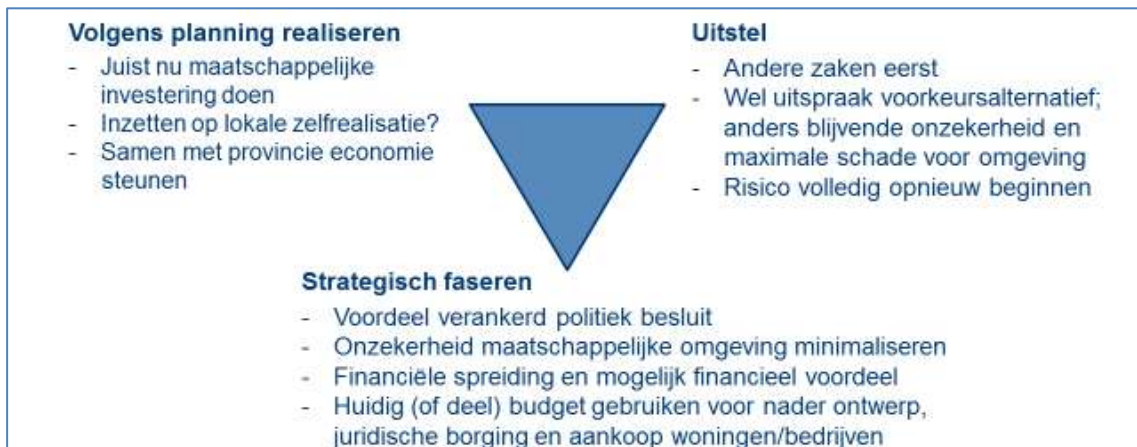 Volgens planning realiseren
- Juist nu maatschappelijke
investering doen
- Inzetten op lokale zelfrealisatie?
- Samen met provincie economie
steunen
Uitstel
- Andere zaken eerst
- Wel uitspraak voorkeursalternatief;
anders blijvende onzekerheid en
maximale schade voor omgeving
- Risico volledig opnieuw beginnen
Strategisch faseren
- Voordeel verankerd politiek besluit
- Onzekerheid maatschappelijke omgeving minimaliseren
- Financiële spreiding en mogelijk financieel voordeel
- Huidig (of deel) budget gebruiken voor nader ontwerp,
juridische borging en aankoop woningen/bedrijven